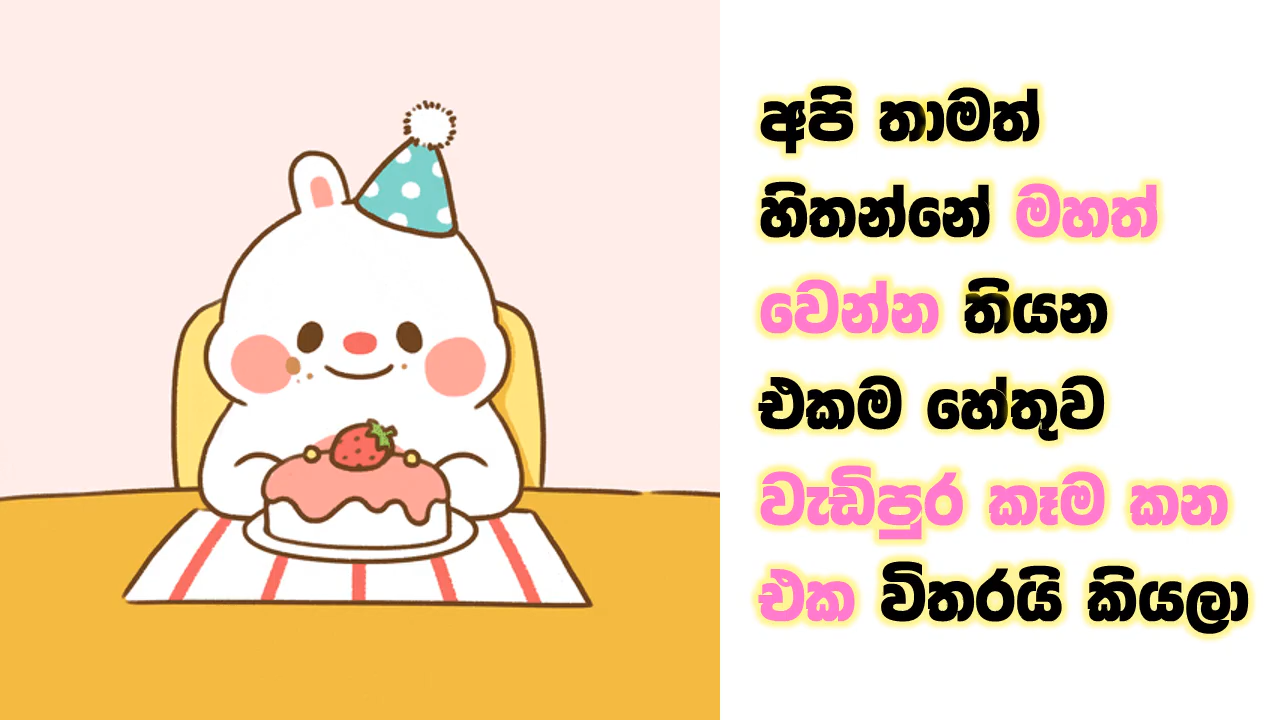 අපි තාමත්
හිතන්නේ මහත්
වෙන්න තියන
එකම හේතුව
වැඩිපුර කෑම කන
එක විතරයි කියලා